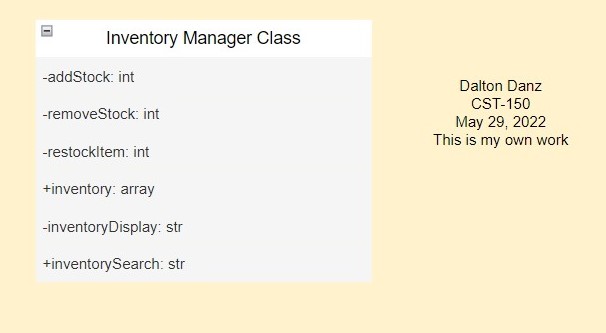 Inventory Manager Class
-addStock: int
-removeStock: int
-restockItem: int
+inventory: array
-inventoryDisplay: str
+inventorySearch: str
Dalton Danz
CST-150
May 29, 2022
This is my own work